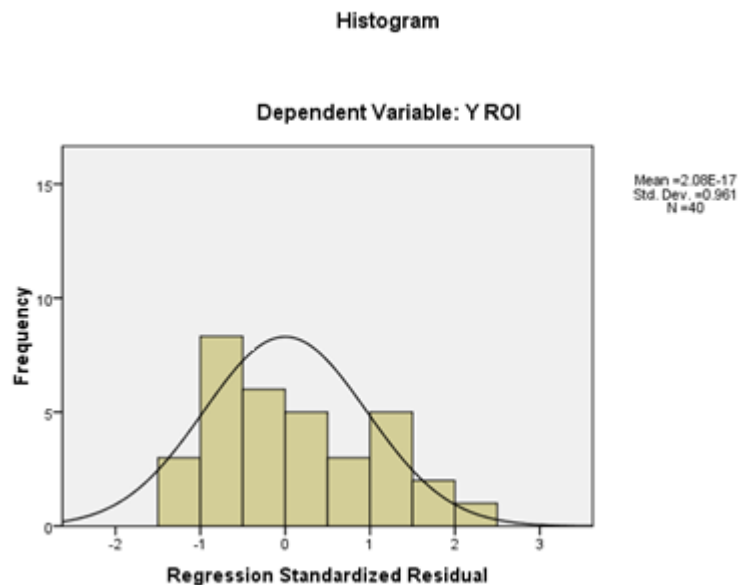 Histogram
Dependent Variable: Y ROI
Mean =2.08E-17
Std. Dev. =0.961
N =40
Frequency
15
10
5
0
-2
-1
0
1
2
3
Regression Standardized Residual